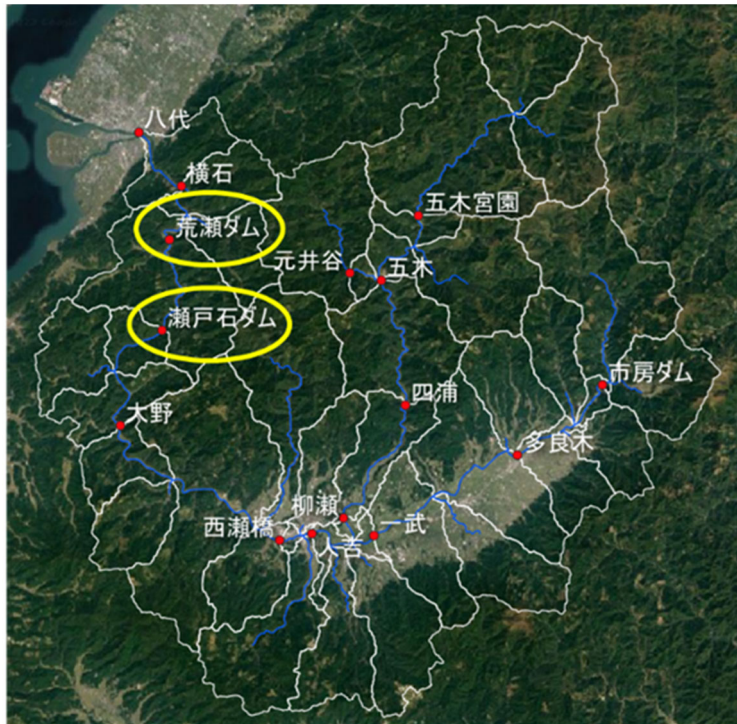 八代
横石
荒瀬ダム
五木宮園
元井谷
五木
瀬戸石ダム
市房ダム
四浦
大野
多良木
柳瀬
西瀬橋
人吉
一武